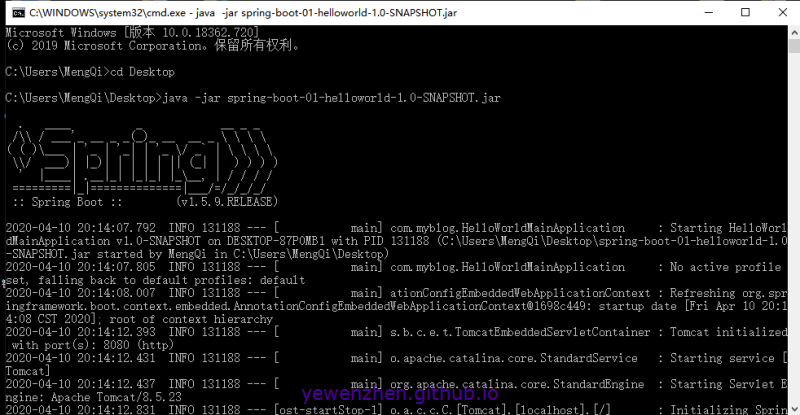 C:\WINDOWS\system32\cmd.exe - java -jar spring-boot-01-helloworld-1.0-SNAPSHOT.jar
Microsoft Windows [版本 10.0.18362.720]
(c) 2019 Microsoft Corporation。保留所有权利。
C:\Users\MengQi>cd Desktop
C:\Users\MengQi\Desktop>java -jar spring-boot-01-helloworld-1.0-SNAPSHOT.jar
Spring
:: Spring Boot :: (v1.5.9.RELEASE)
2020-04-10 20:14:07.792 INFO 131188 --- [ main] com.myblog.HelloWorldMainApplication : Starting HelloWorl
dMainApplication v1.0-SNAPSHOT on DESKTOP-87P0MB1 with PID 131188 (C:\Users\MengQi\Desktop\spring-boot-01-helloworld-1.0
-SNAPSHOT.jar started by MengQi in C:\Users\MengQi\Desktop)
2020-04-10 20:14:07.805 INFO 131188 --- [ main] com.myblog.HelloWorldMainApplication : No active profile
set, falling back to default profiles: default
2020-04-10 20:14:08.007 INFO 131188 --- [ main] ationConfigEmbeddedWebApplicationContext : Refreshing org.spr
ingframework.boot.context.embedded.AnnotationConfigEmbeddedWebApplicationContext@1698c449: startup date [Fri Apr 10 20:1
4:08 CST 2020]; root of context hierarchy
2020-04-10 20:14:12.393 INFO 131188 --- [ main] s.b.c.e.t.TomcatEmbeddedServletContainer : Tomcat initialized
with port(s): 8080 (http)
2020-04-10 20:14:12.431 INFO 131188 --- [ main] o.apache.catalina.core.StandardService : Starting service [
Tomcat]
2020-04-10 20:14:12.437 INFO 131188 --- [ main] org.apache.catalina.core.StandardEngine : Starting Servlet E
ngine: Apache Tomcat/8.5.23
yewenzhen.github.io
2020-04-10 20:14:12.831 INFO 131188 --- [ost-startStop-1] o.a.c.c.C.[Tomcat].[localhost].[/] : Initializing Sprin